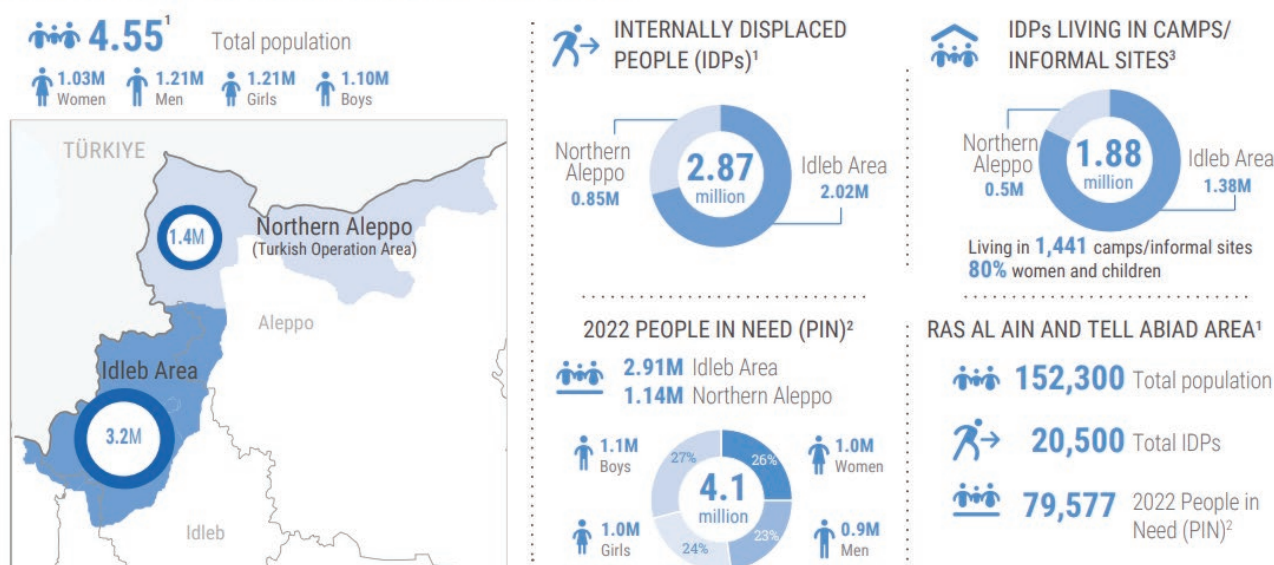 4.55¹ Total population
1.03M Women
1.21M Men
1.21M Girls
1.10M Boys
TÜRKIYE
1.4M
Northern Aleppo
(Turkish Operation Area)
Aleppo
Idleb Area
3.2M
Idleb
INTERNALLY DISPLACED
PEOPLE (IDPs)¹
Northern
Aleppo
0.85M
2.87
million
Idleb Area
2.02M
IDPs LIVING IN CAMPS/
INFORMAL SITES³
Northern
Aleppo
0.5M
1.88
million
Idleb Area
1.38M
Living in 1,441 camps/informal sites
80% women and children
2022 PEOPLE IN NEED (PIN)²
2.91M Idleb Area
1.14M Northern Aleppo
1.1M
Boys
27%
26%
1.0M
Women
4.1
million
1.0M
Girls
24%
23%
0.9M
Men
RAS AL AIN AND TELL ABIAD AREA¹
152,300 Total population
20,500 Total IDPs
79,577 2022 People in
Need (PIN)²